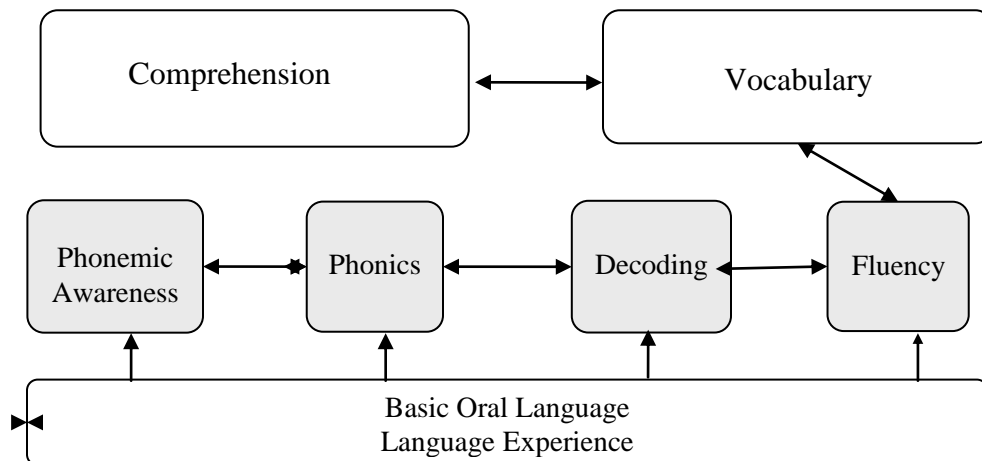 Comprehension
Vocabulary
Phonemic
Awareness
Phonics
Decoding
Fluency
Basic Oral Language
Language Experience